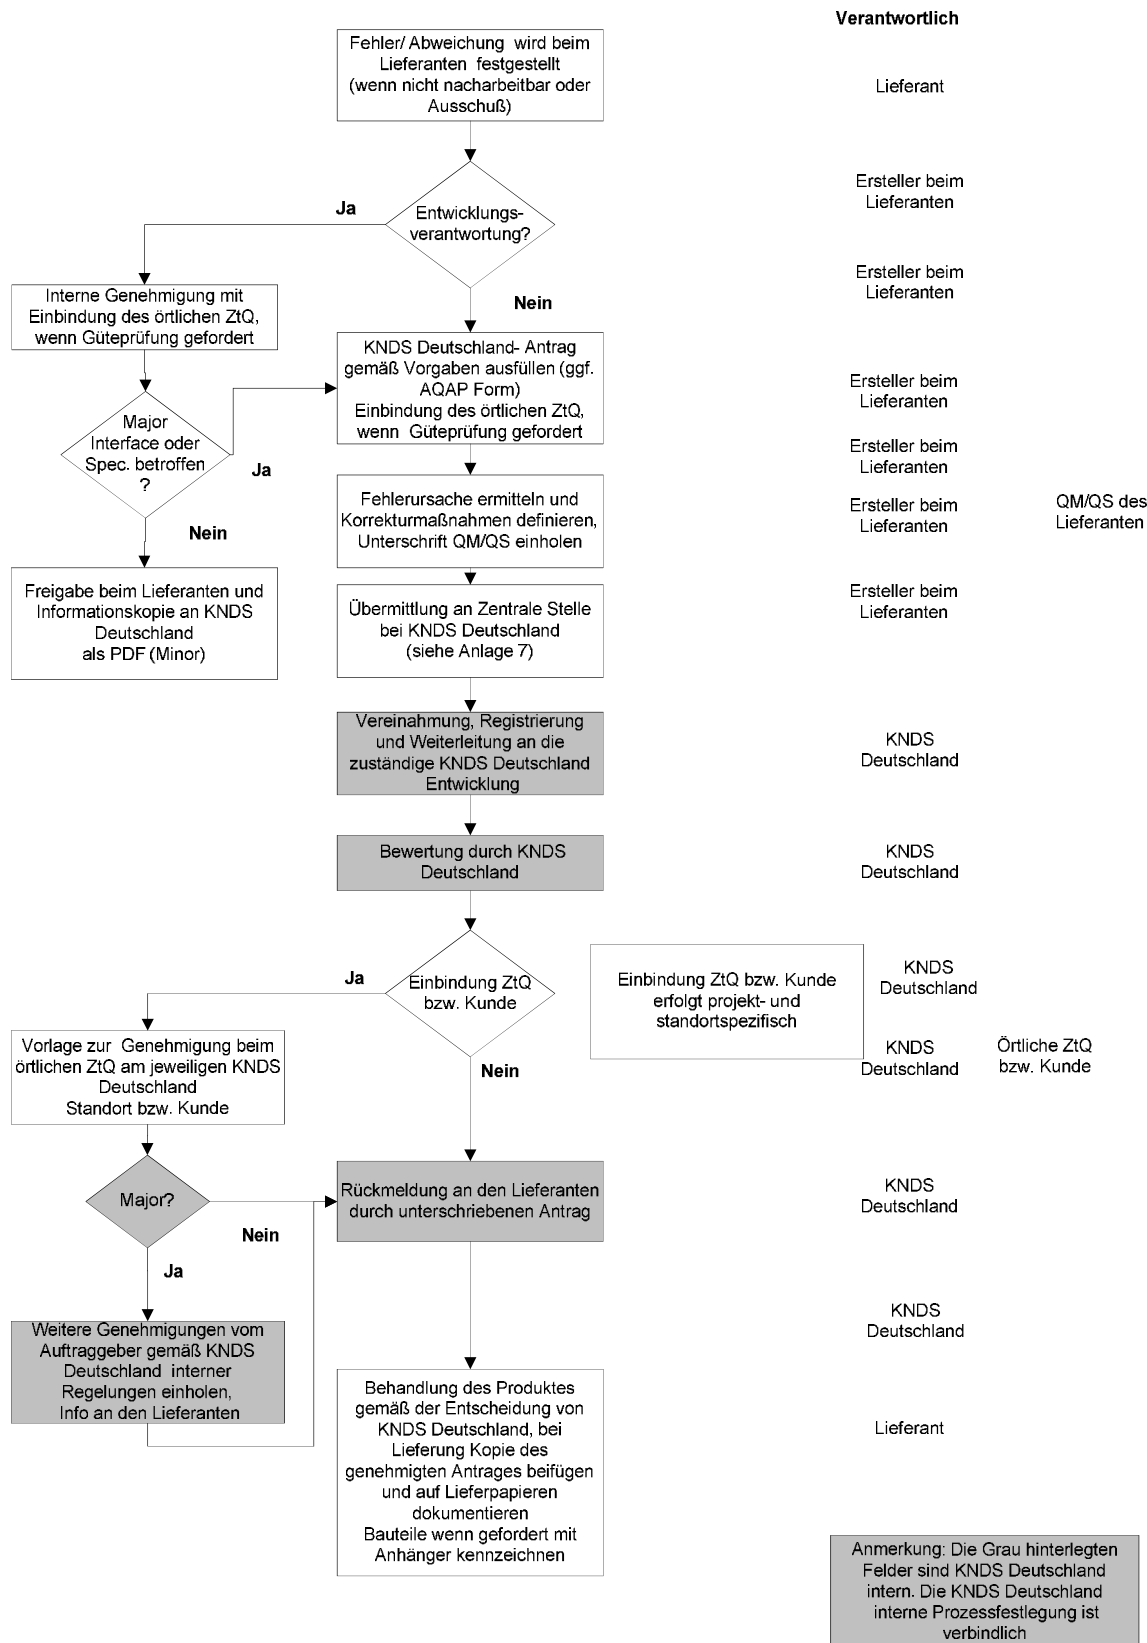 Verantwortlich
Fehler/ Abweichung wird beim
Lieferanten festgestellt
(wenn nicht nacharbeitbar oder
Ausschuß)
Lieferant
Entwicklungs-
verantwortung?
Ja
Nein
Ersteller beim
Lieferanten
Interne Genehmigung mit
Einbindung des örtlichen ZtQ,
wenn Güteprüfung gefordert
Ersteller beim
Lieferanten
KNDS Deutschland- Antrag
gemäß Vorgaben ausfüllen (ggf.
AQAP Form)
Einbindung des örtlichen ZtQ,
wenn Güteprüfung gefordert
Ersteller beim
Lieferanten
Major
Interface oder
Spec. betroffen
?
Ja
Nein
Ersteller beim
Lieferanten
Fehlerursache ermitteln und
Korrekturmaßnahmen definieren,
Unterschrift QM/QS einholen
Ersteller beim
Lieferanten
QM/QS des
Lieferanten
Freigabe beim Lieferanten und
Informationskopie an KNDS
Deutschland
als PDF (Minor)
Übermittlung an Zentrale Stelle
bei KNDS Deutschland
(siehe Anlage 7)
Ersteller beim
Lieferanten
Vereinahmung, Registrierung
und Weiterleitung an die
zuständige KNDS Deutschland
Entwicklung
KNDS
Deutschland
Bewertung durch KNDS
Deutschland
KNDS
Deutschland
Einbindung ZtQ
bzw. Kunde
Ja
Nein
Einbindung ZtQ bzw. Kunde
erfolgt projekt- und
standortspezifisch
KNDS
Deutschland
Vorlage zur Genehmigung beim
örtlichen ZtQ am jeweiligen KNDS
Deutschland
Standort bzw. Kunde
KNDS
Deutschland
Örtliche ZtQ
bzw. Kunde
Major?
Nein
Ja
Rückmeldung an den Lieferanten
durch unterschriebenen Antrag
KNDS
Deutschland
Weitere Genehmigungen vom
Auftraggeber gemäß KNDS
Deutschland interner
Regelungen einholen,
Info an den Lieferanten
KNDS
Deutschland
Behandlung des Produktes
gemäß der Entscheidung von
KNDS Deutschland, bei
Lieferung Kopie des
genehmigten Antrages beifügen
und auf Lieferpapieren
dokumentieren
Bauteile wenn gefordert mit
Anhänger kennzeichnen
Lieferant
Anmerkung: Die Grau hinterlegten
Felder sind KNDS Deutschland
intern. Die KNDS Deutschland
interne Prozessfestlegung ist
verbindlich